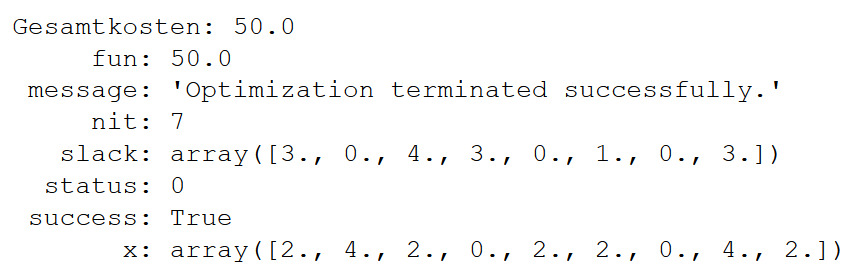 Gesamtkosten: 50.0
fun: 50.0
message: 'Optimization terminated successfully.'
nit: 7
slack: array([3., 0., 4., 3., 0., 1., 0., 3.])
status: 0
success: True
x: array([2., 4., 2., 0., 2., 2., 0., 4., 2.])